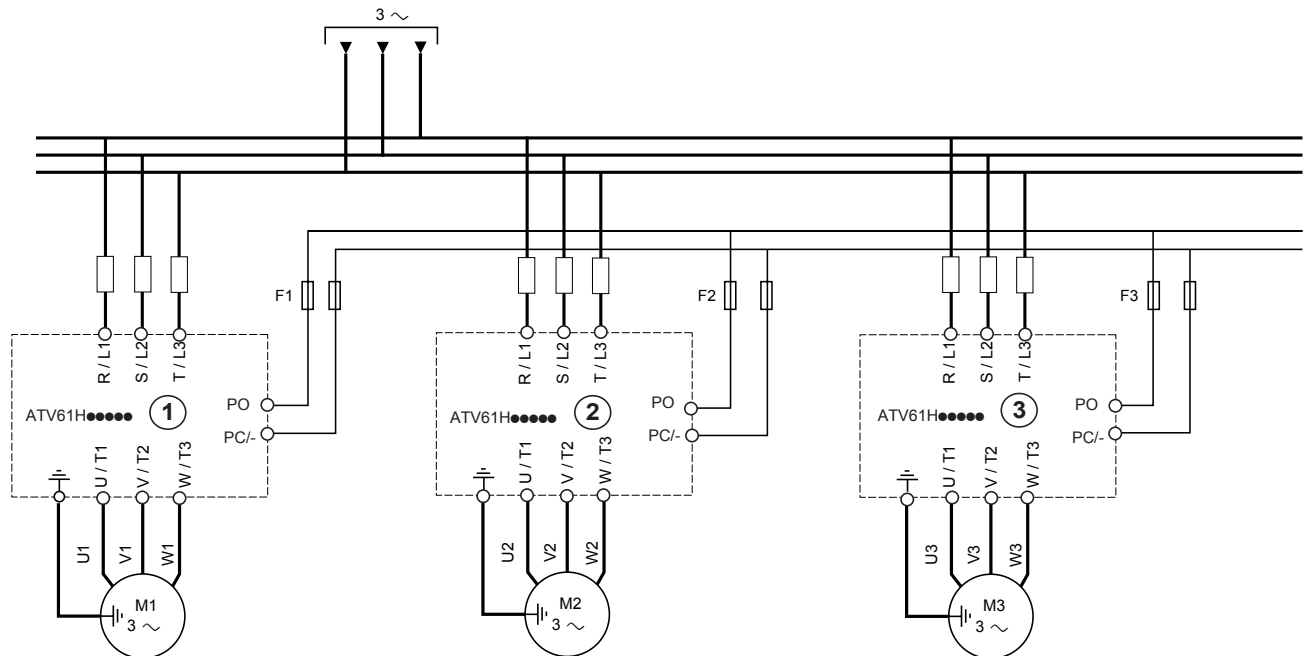 3 ~
F1
F2
F3
R / L1
S / L2
T / L3
R / L1
S / L2
T / L3
R / L1
S / L2
T / L3
ATV61H●●●●●
1
PO
PC/-
ATV61H●●●●●
2
PO
PC/-
ATV61H●●●●●
3
PO
PC/-
U / T1
V / T2
W / T3
U / T1
V / T2
W / T3
U / T1
V / T2
W / T3
U1
V1
W1
U2
V2
W2
U3
V3
W3
M1
3 ~
M2
3 ~
M3
3 ~